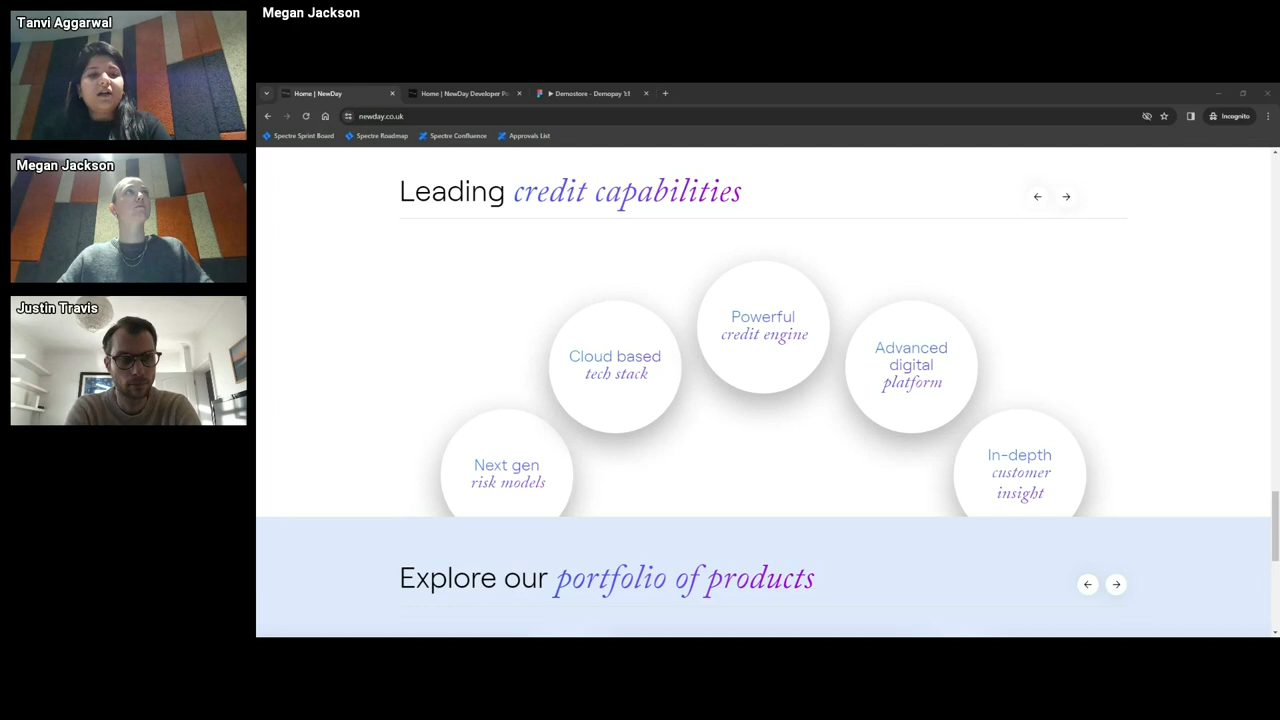 Tanvi Aggarwal
Megan Jackson
Justin Travis
Megan Jackson
Home | NewDay
Home | NewDay Developer Po
Demostore - Demopay 1:1
newday.co.uk
Incognito
Spectre Sprint Board
Spectre Roadmap
Spectre Confluence
Approvals List
Leading credit capabilities
Powerful
credit engine
Cloud based
tech stack
Advanced
digital
platform
Next gen
risk models
In-depth
customer
insight
Explore our portfolio of products